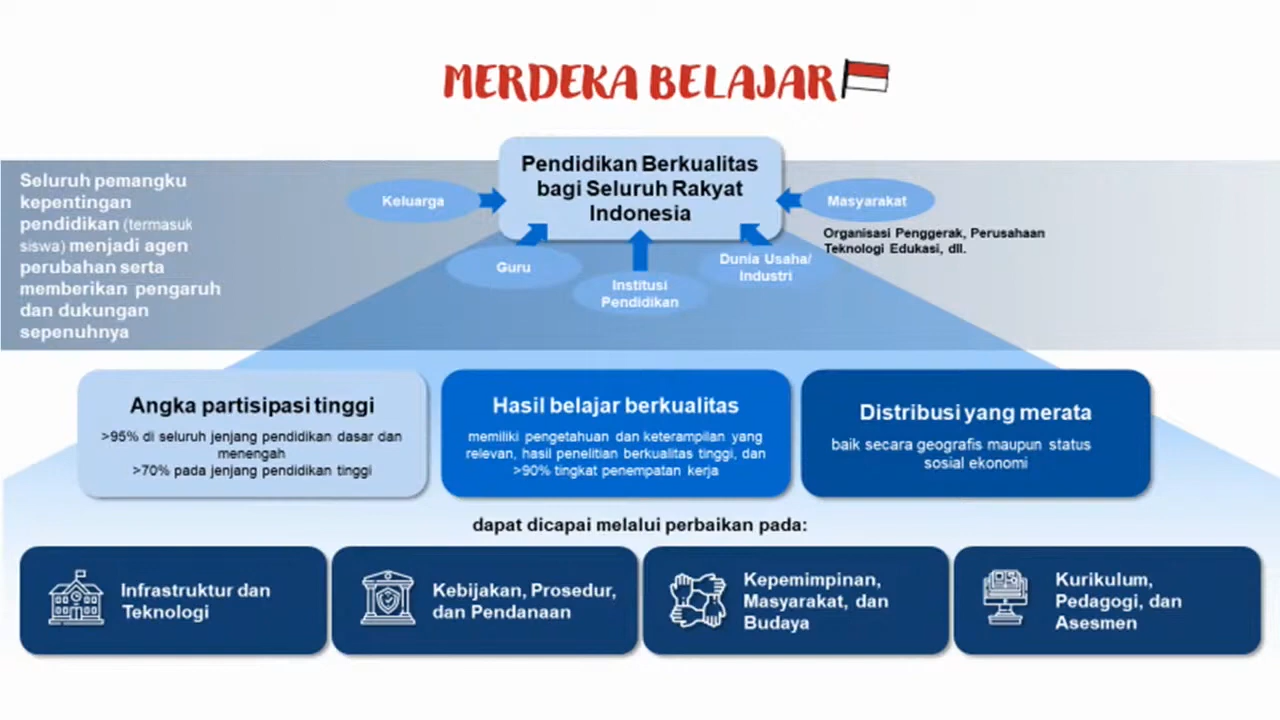 MERDEKA BELAJAR
Pendidikan Berkualitas
bagi Seluruh Rakyat
Indonesia
Seluruh pemangku
kepentingan
pendidikan (termasuk
siswa) menjadi agen
perubahan serta
memberikan pengaruh
dan dukungan
sepenuhnya
Keluarga
Guru
Institusi
Pendidikan
Dunia Usaha/
Industri
Masyarakat
Organisasi Penggerak, Perusahaan
Teknologi Edukasi, dll.
Angka partisipasi tinggi
>95% di seluruh jenjang pendidikan dasar dan
menengah
>70% pada jenjang pendidikan tinggi
Hasil belajar berkualitas
memiliki pengetahuan dan keterampilan yang
relevan, hasil penelitian berkualitas tinggi, dan
>90% tingkat penempatan kerja
Distribusi yang merata
baik secara geografis maupun status
sosial ekonomi
dapat dicapai melalui perbaikan pada:
Infrastruktur dan
Teknologi
Kebijakan, Prosedur,
dan Pendanaan
Kepemimpinan,
Masyarakat, dan
Budaya
Kurikulum,
Pedagogi, dan
Asesmen